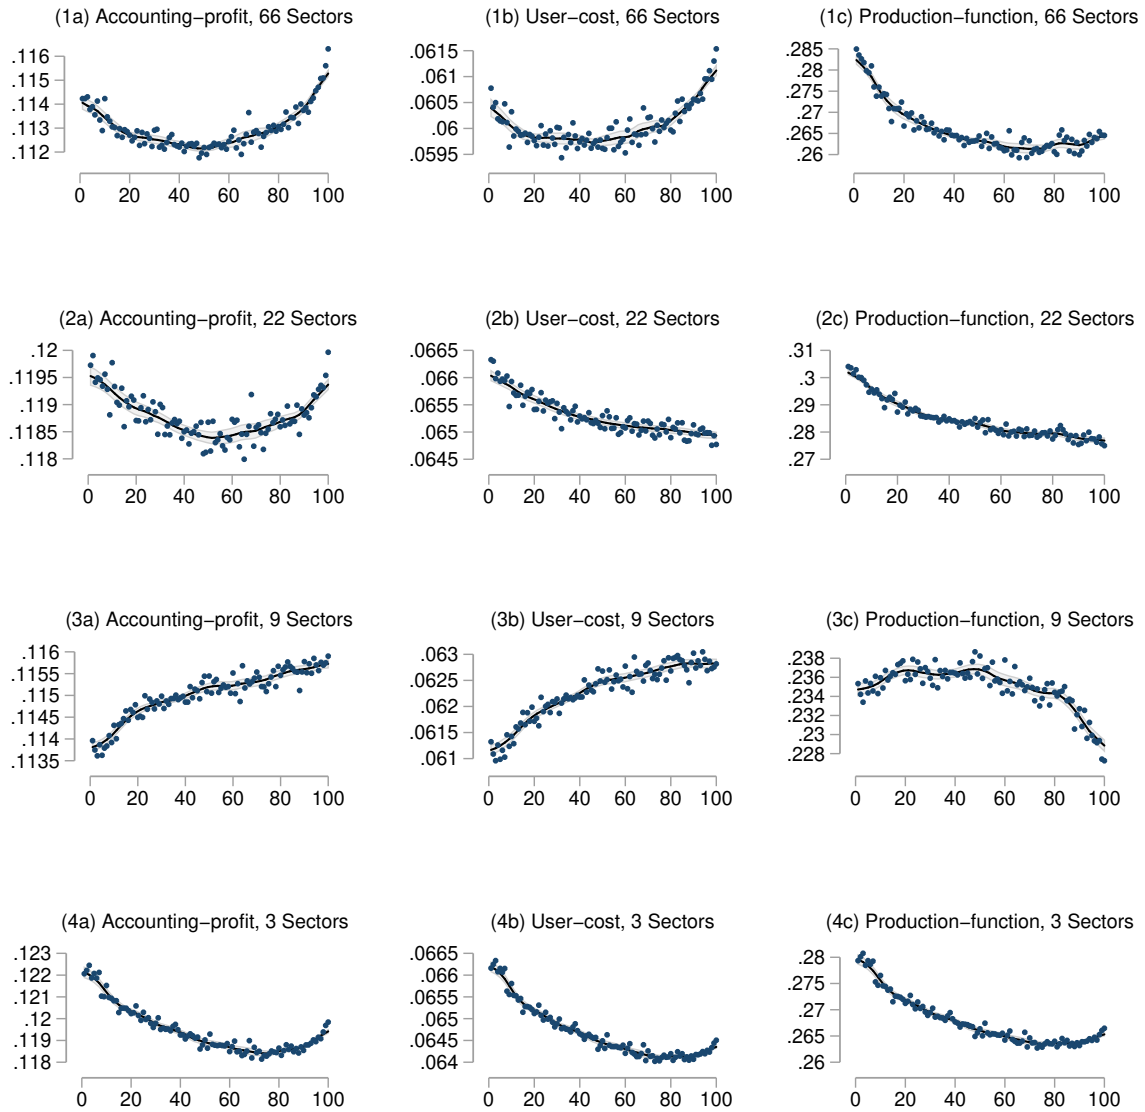 (1a) Accounting−profit, 66 Sectors
.116
.115
.114
.113
.112
0 20 40 60 80 100
(1b) User−cost, 66 Sectors
.0615
.061
.0605
.06
.0595
0 20 40 60 80 100
(1c) Production−function, 66 Sectors
.285
.28
.275
.27
.265
.26
0 20 40 60 80 100
(2a) Accounting−profit, 22 Sectors
.12
.1195
.119
.1185
.118
0 20 40 60 80 100
(2b) User−cost, 22 Sectors
.0665
.066
.0655
.065
.0645
0 20 40 60 80 100
(2c) Production−function, 22 Sectors
.31
.3
.29
.28
.27
0 20 40 60 80 100
(3a) Accounting−profit, 9 Sectors
.116
.1155
.115
.1145
.114
.1135
0 20 40 60 80 100
(3b) User−cost, 9 Sectors
.063
.0625
.062
.0615
.061
0 20 40 60 80 100
(3c) Production−function, 9 Sectors
.238
.236
.234
.232
.23
.228
0 20 40 60 80 100
(4a) Accounting−profit, 3 Sectors
.123
.122
.121
.12
.119
.118
0 20 40 60 80 100
(4b) User−cost, 3 Sectors
.0665
.066
.0655
.065
.0645
.064
0 20 40 60 80 100
(4c) Production−function, 3 Sectors
.28
.275
.27
.265
.26
0 20 40 60 80 100